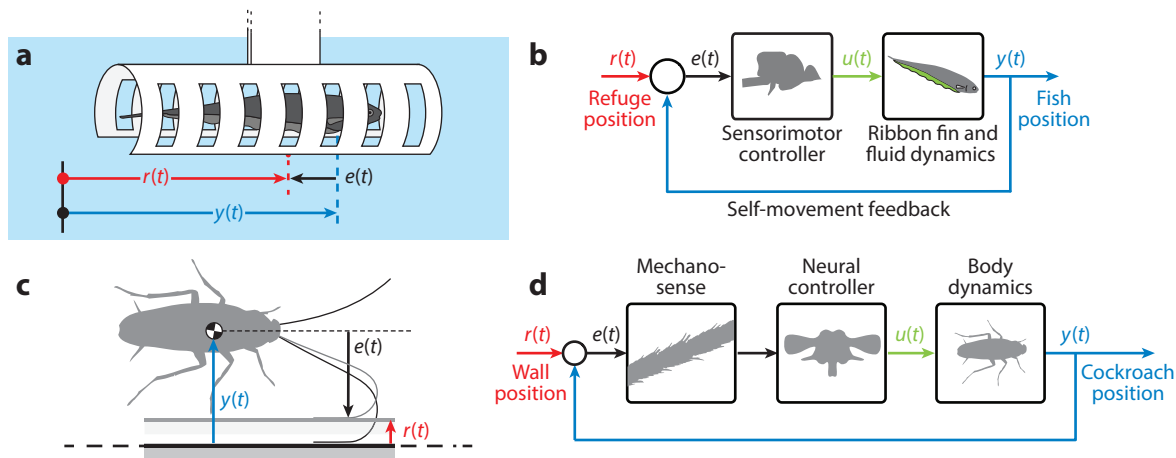 a
r(t)
e(t)
y(t)
b
r(t)
Refuge
position
e(t)
u(t)
y(t)
Fish
position
Sensorimotor
controller
Ribbon fin and
fluid dynamics
Self-movement feedback
c
e(t)
y(t)
r(t)
d
Mechano-
sense
Neural
controller
Body
dynamics
r(t)
Wall
position
e(t)
u(t)
y(t)
Cockroach
position